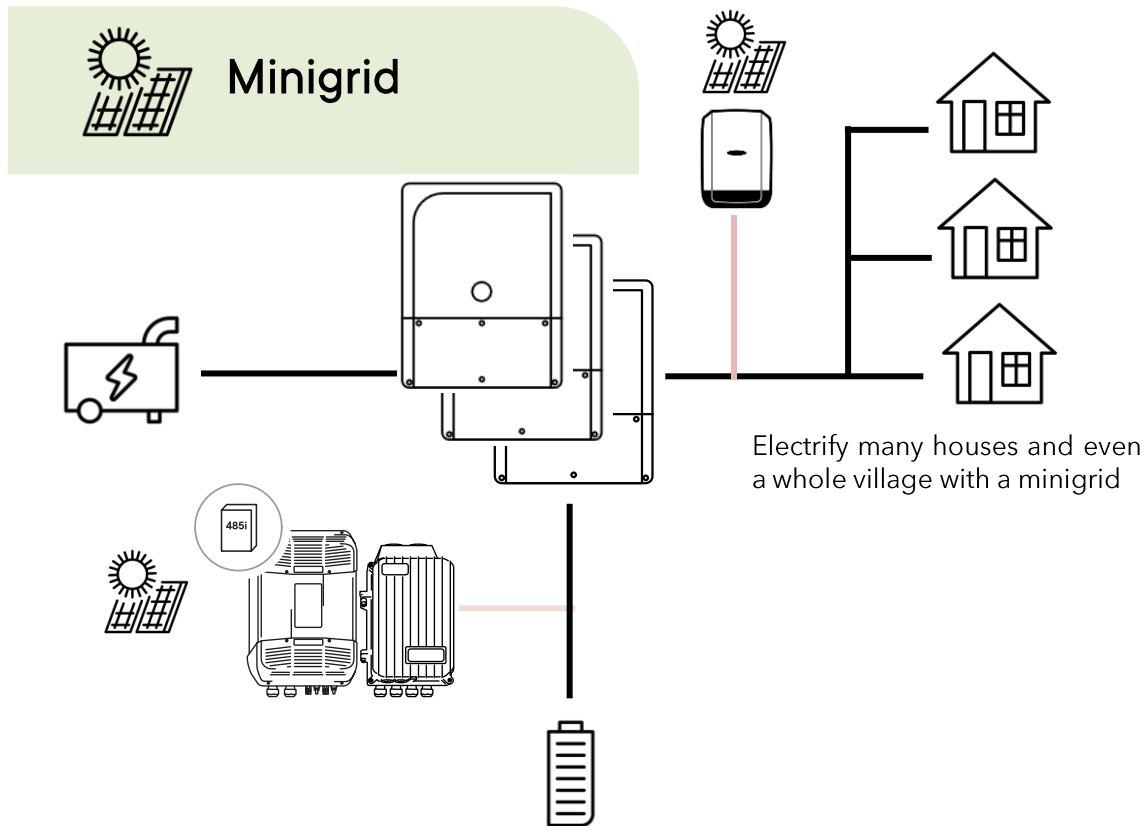 Minigrid
485i
Electrify many houses and even
a whole village with a minigrid